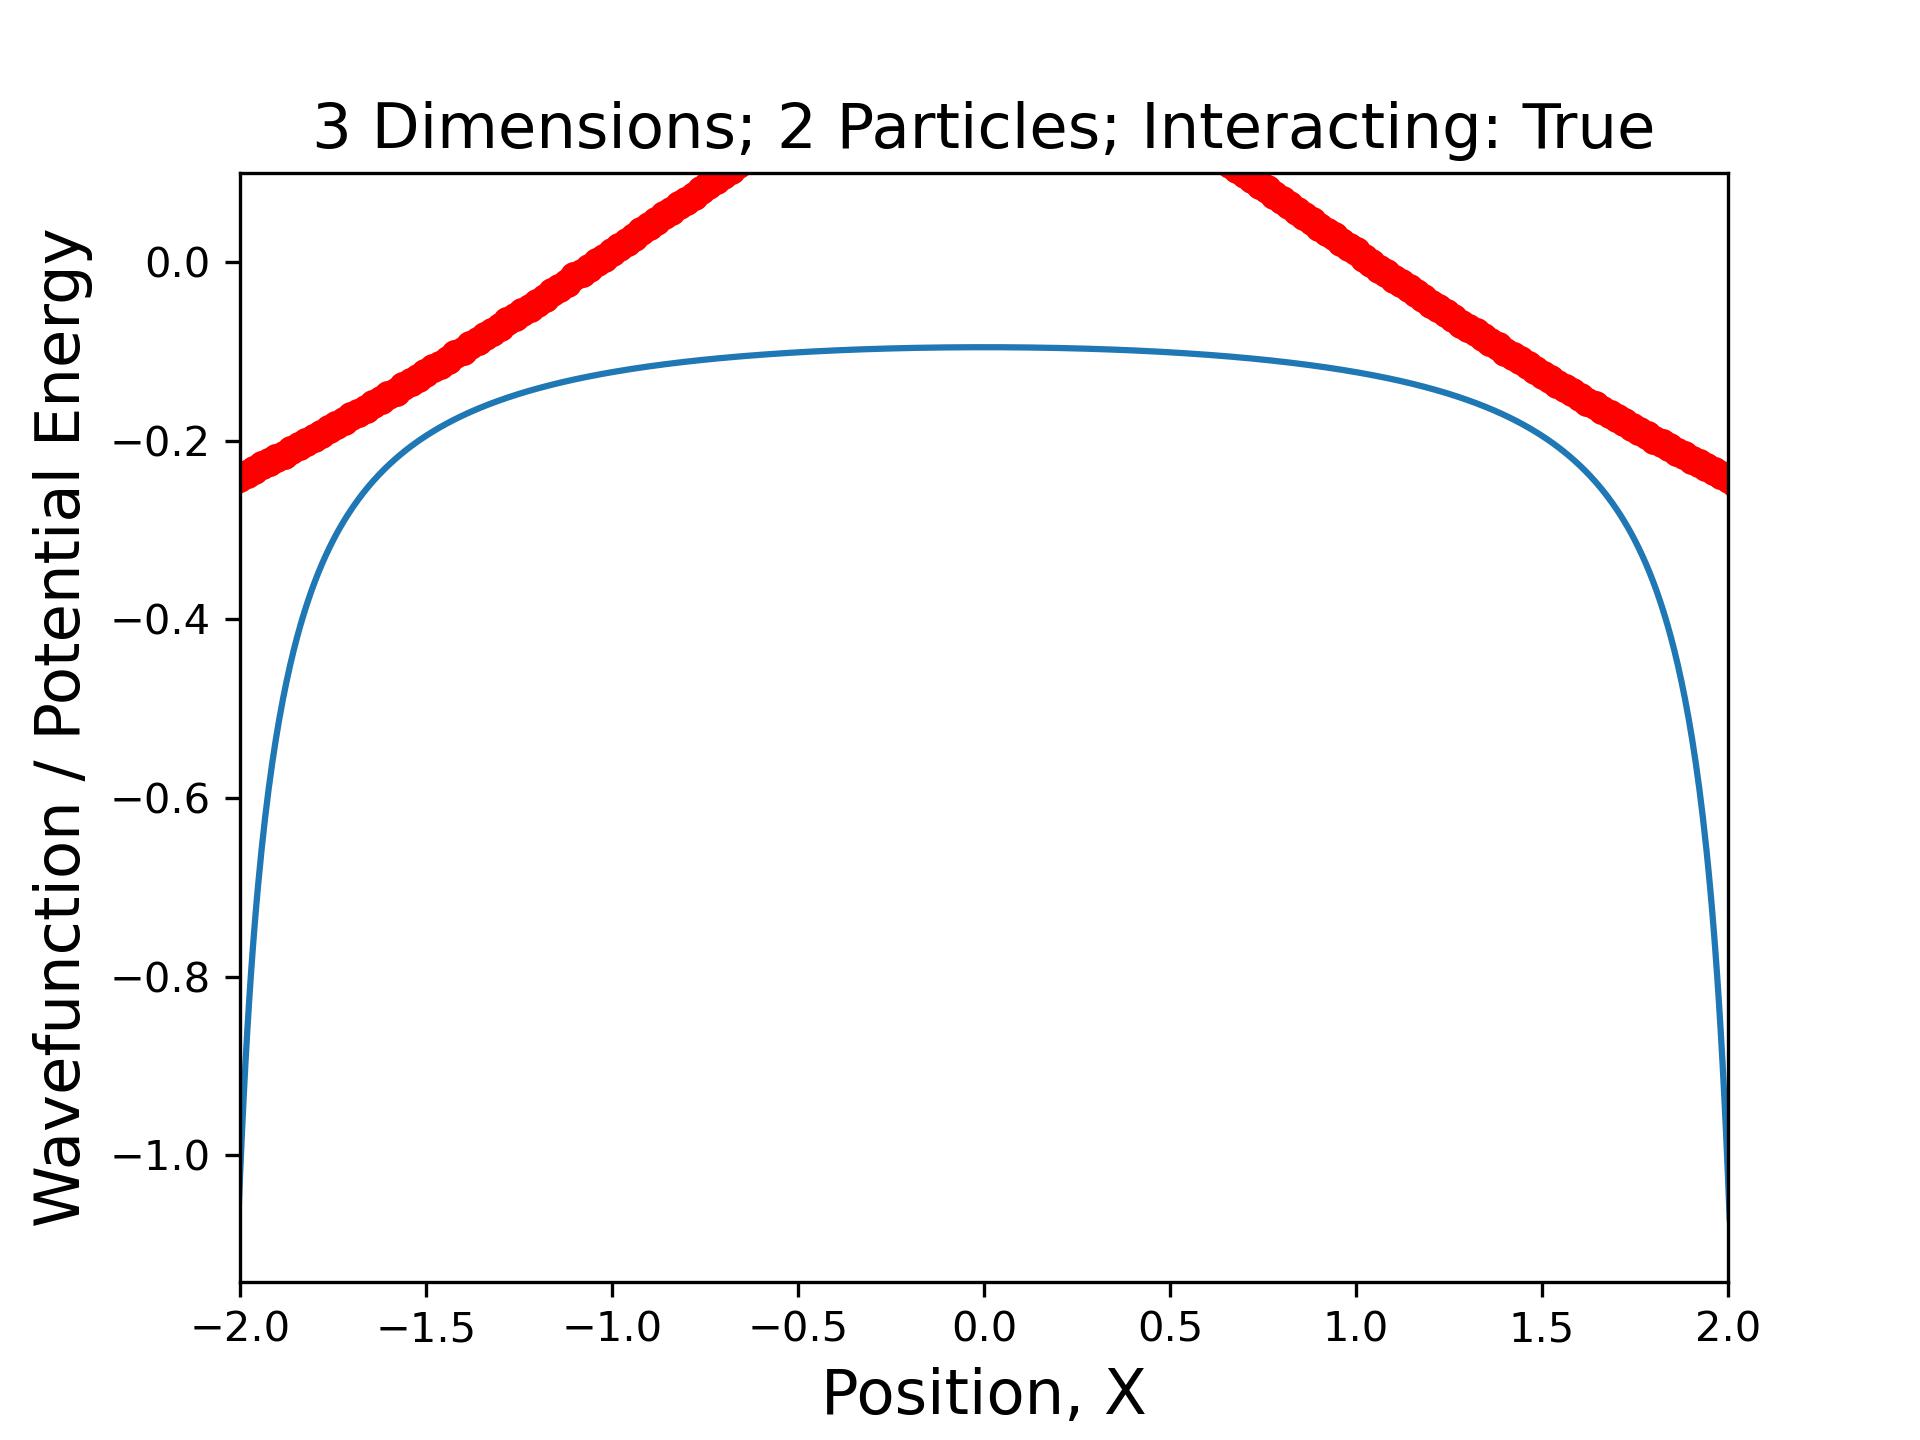 3 Dimensions; 2 Particles; Interacting: True
Wavefunction / Potential Energy
0.0
−0.2
−0.4
−0.6
−0.8
−1.0
−2.0 −1.5 −1.0 −0.5 0.0 0.5 1.0 1.5 2.0
Position, X